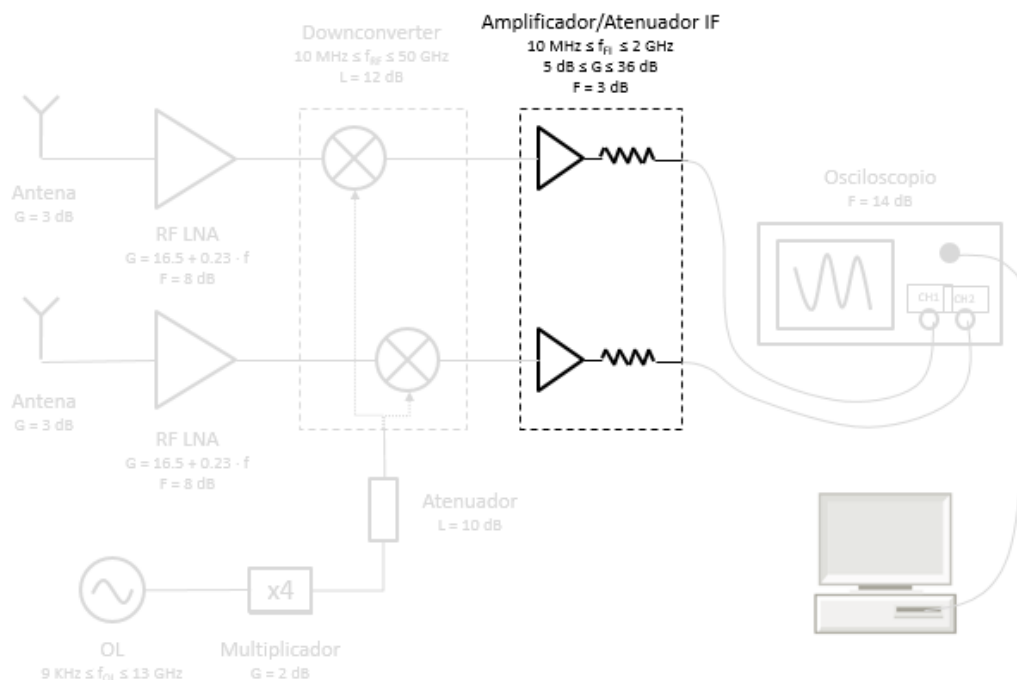 Downconverter
10 MHz ≤ f_RF ≤ 50 GHz
L = 12 dB
Amplificador/Atenuador IF
10 MHz ≤ f_FI ≤ 2 GHz
5 dB ≤ G ≤ 36 dB
F = 3 dB
Antena
G = 3 dB
RF LNA
G = 16.5 + 0.23 · f
F = 8 dB
Osciloscopio
F = 14 dB
CH1
CH2
Antena
G = 3 dB
RF LNA
G = 16.5 + 0.23 · f
F = 8 dB
Atenuador
L = 10 dB
x4
OL
9 KHz ≤ f_OL ≤ 13 GHz
Multiplicador
G = 2 dB